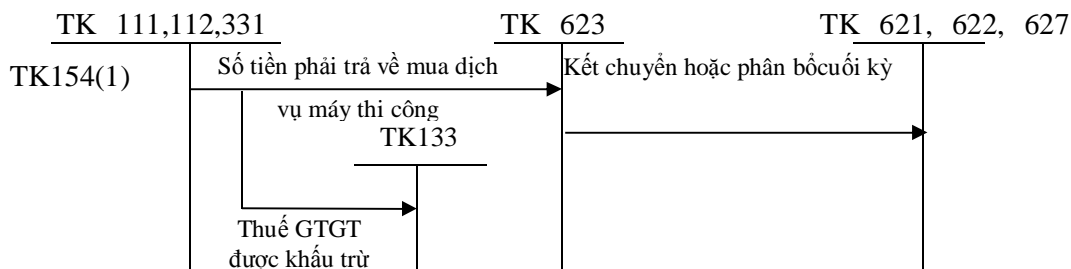 TK 111,112,331 TK 623 TK 621, 622, 627
TK154(1)
Số tiền phải trả về mua dịch Kết chuyển hoặc phân bổcuối kỳ
vụ máy thi công
TK133
Thuế GTGT
được khấu trừ